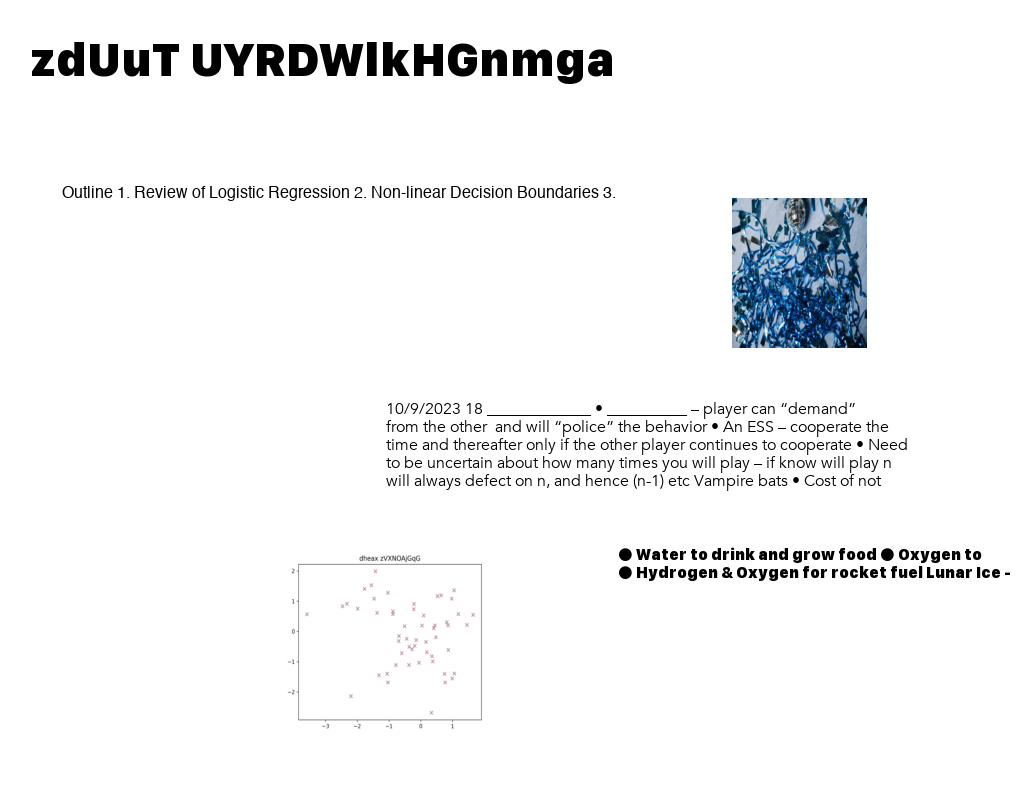 zdUuT UYRDWlkHGnmga
Outline 1. Review of Logistic Regression 2. Non-linear Decision Boundaries 3.
10/9/2023 18 _____________ • __________ – player can “demand”
from the other  and will “police” the behavior • An ESS – cooperate the
time and thereafter only if the other player continues to cooperate • Need
to be uncertain about how many times you will play – if know will play n
will always defect on n, and hence (n-1) etc Vampire bats • Cost of not
● Water to drink and grow food ● Oxygen to
● Hydrogen & Oxygen for rocket fuel Lunar Ice -
dheax zVXNOAjGqG
2
1
0
−1
−2
−3 −2 −1 0 1